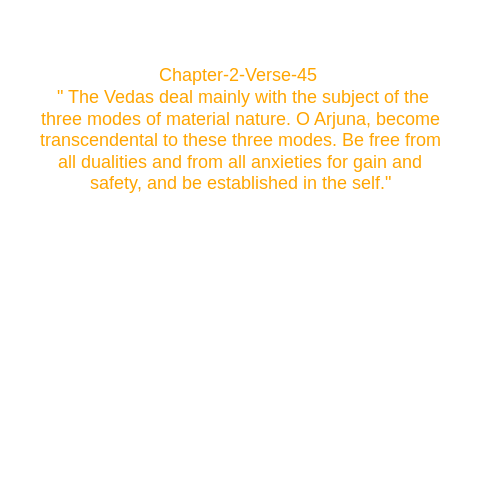 Chapter-2-Verse-45
" The Vedas deal mainly with the subject of the
three modes of material nature. O Arjuna, become
transcendental to these three modes. Be free from
all dualities and from all anxieties for gain and
safety, and be established in the self."